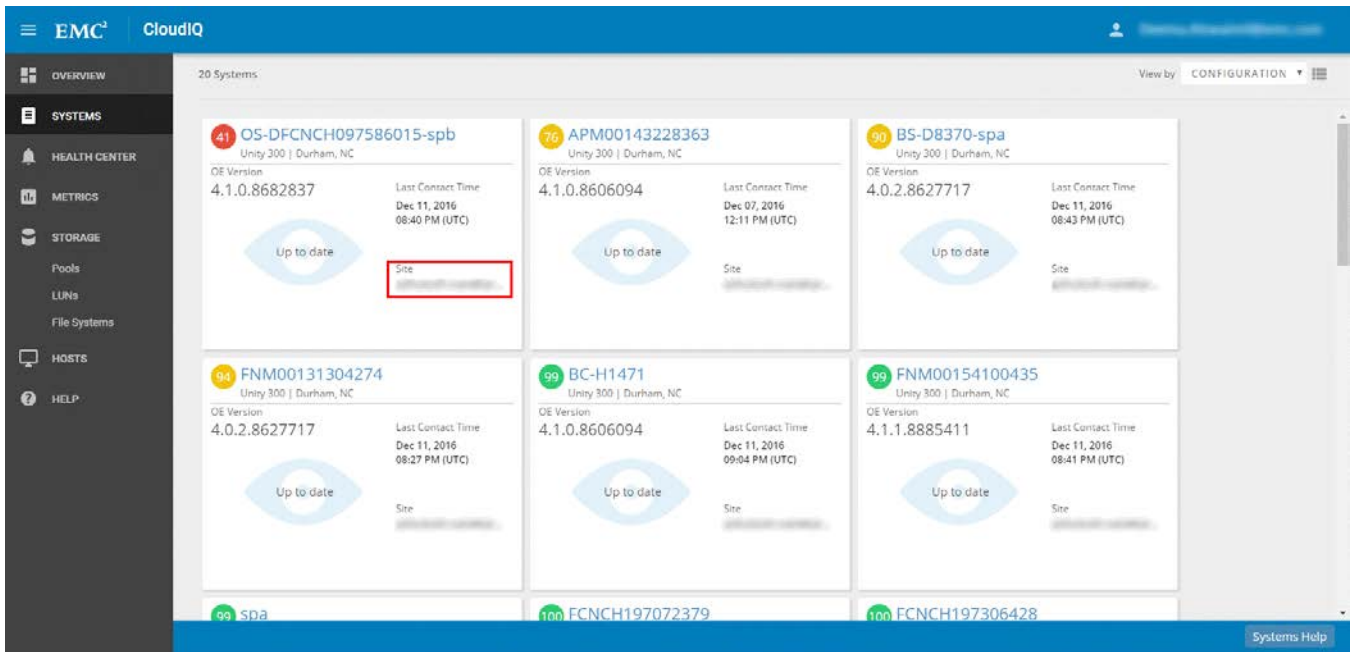 EMC² CloudIQ
OVERVIEW
SYSTEMS
HEALTH CENTER
METRICS
STORAGE
Pools
LUNs
File Systems
HOSTS
HELP
20 Systems
View by CONFIGURATION
41 OS-DFCNCH097586015-spb
Unity 300 | Durham, NC
OE Version
4.1.0.8682837
Last Contact Time
Dec 11, 2016
08:40 PM (UTC)
Up to date
Site
76 APM00143228363
Unity 300 | Durham, NC
OE Version
4.1.0.8606094
Last Contact Time
Dec 07, 2016
12:11 PM (UTC)
Up to date
Site
90 BS-D8370-spa
Unity 300 | Durham, NC
OE Version
4.0.2.8627717
Last Contact Time
Dec 11, 2016
08:43 PM (UTC)
Up to date
Site
94 FNM00131304274
Unity 300 | Durham, NC
OE Version
4.0.2.8627717
Last Contact Time
Dec 11, 2016
08:27 PM (UTC)
Up to date
Site
99 BC-H1471
Unity 300 | Durham, NC
OE Version
4.1.0.8606094
Last Contact Time
Dec 11, 2016
09:04 PM (UTC)
Up to date
Site
99 FNM00154100435
Unity 300 | Durham, NC
OE Version
4.1.1.8885411
Last Contact Time
Dec 11, 2016
08:41 PM (UTC)
Up to date
Site
99 spa
100 FCNCH197072379
100 FCNCH197306428
Systems Help